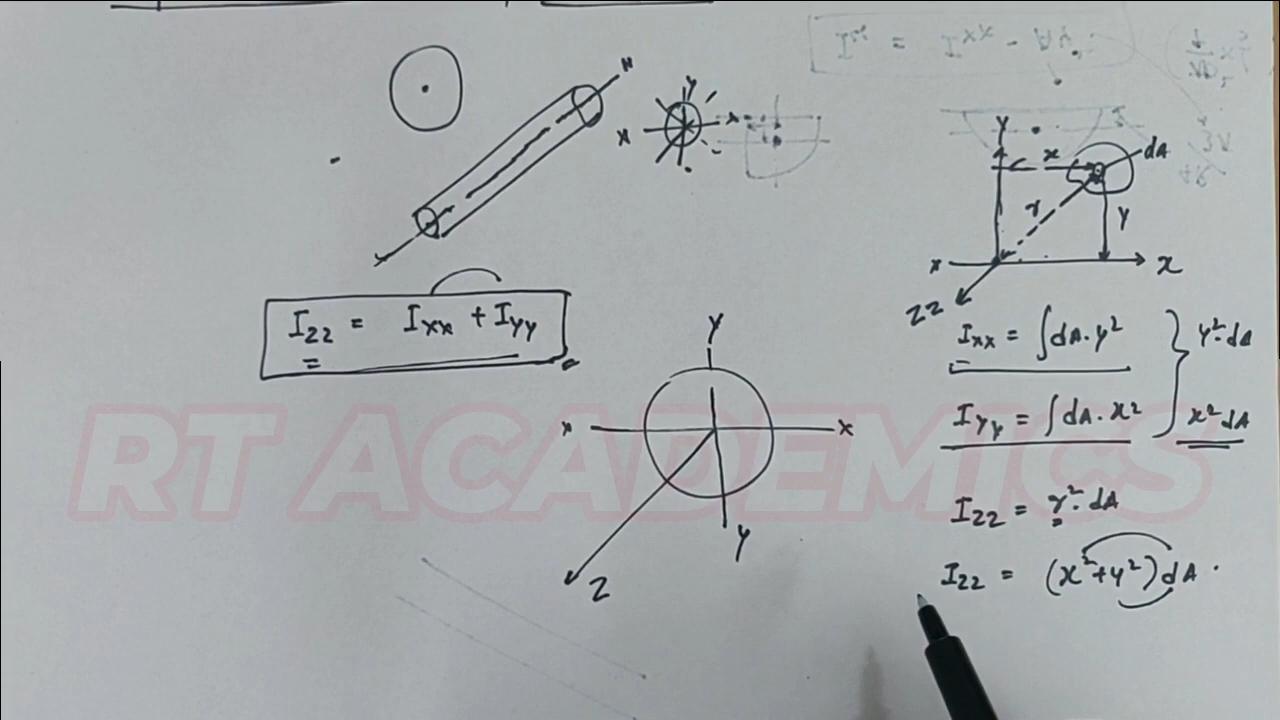 Y
x x
Y
x dA
r
Y
x x
ZZ
I_ZZ = I_xx + I_yy
I_xx = ∫dA·y² } y²·dA
I_yy = ∫dA·x² } x²dA
Y
x x
Y
Z
RT ACADEMICS
I_ZZ = r²·dA
I_ZZ = (x²+y²)dA.